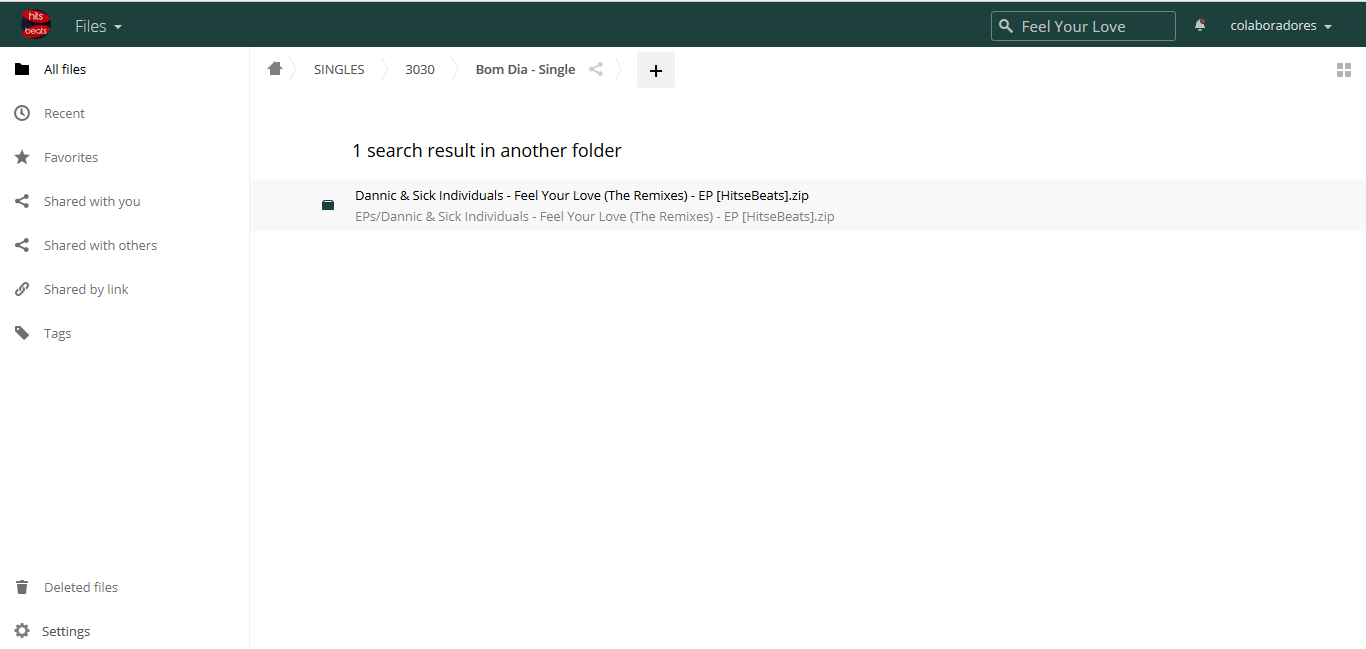 hits
beats
Files
Feel Your Love
colaboradores
All files
Recent
Favorites
Shared with you
Shared with others
Shared by link
Tags
Deleted files
Settings
SINGLES
3030
Bom Dia - Single
+
1 search result in another folder
Dannic & Sick Individuals - Feel Your Love (The Remixes) - EP [HitseBeats].zip
EPs/Dannic & Sick Individuals - Feel Your Love (The Remixes) - EP [HitseBeats].zip